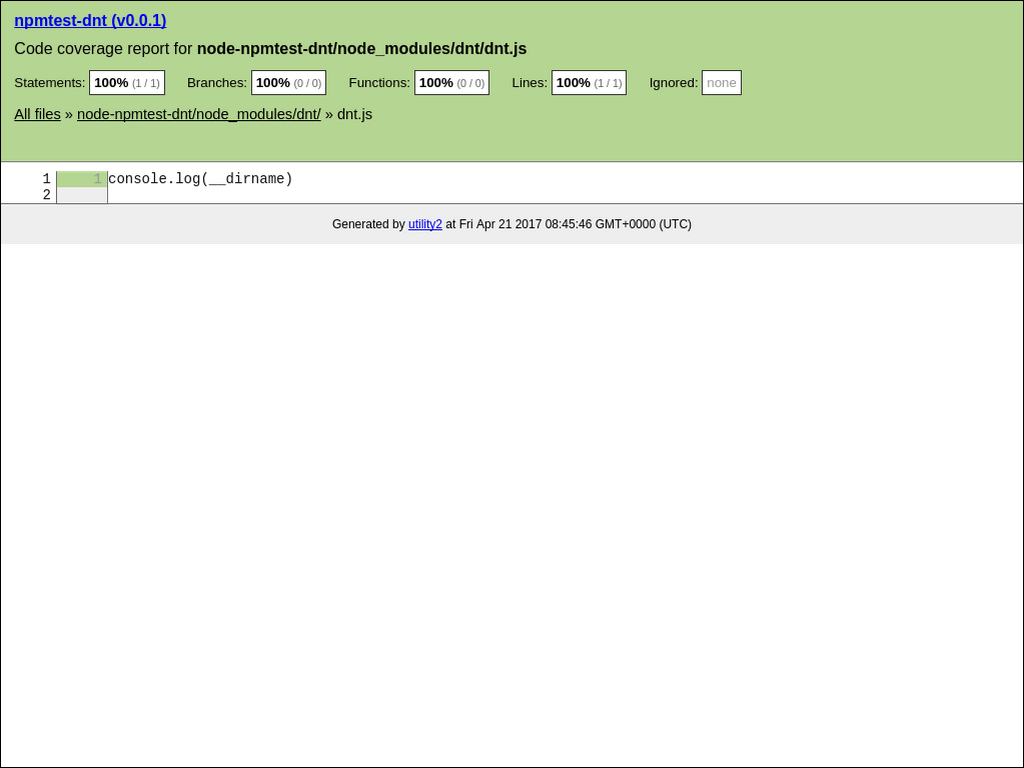 npmtest-dnt (v0.0.1)
Code coverage report for node-npmtest-dnt/node_modules/dnt/dnt.js
Statements: 100% (1 / 1) Branches: 100% (0 / 0) Functions: 100% (0 / 0) Lines: 100% (1 / 1) Ignored: none
All files » node-npmtest-dnt/node_modules/dnt/ » dnt.js
1 1 console.log(__dirname)
2
Generated by utility2 at Fri Apr 21 2017 08:45:46 GMT+0000 (UTC)